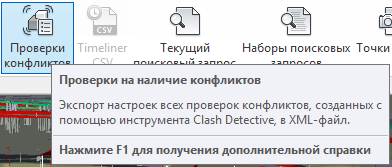 Проверки
конфликтов
Timeliner
CSV
CSV
Текущий
поисковый запрос
Наборы поисковых
запросов
Точки
Проверки на наличие конфликтов
Экспорт настроек всех проверок конфликтов, созданных с
помощью инструмента Clash Detective, в XML-файл.
Нажмите F1 для получения дополнительной справки